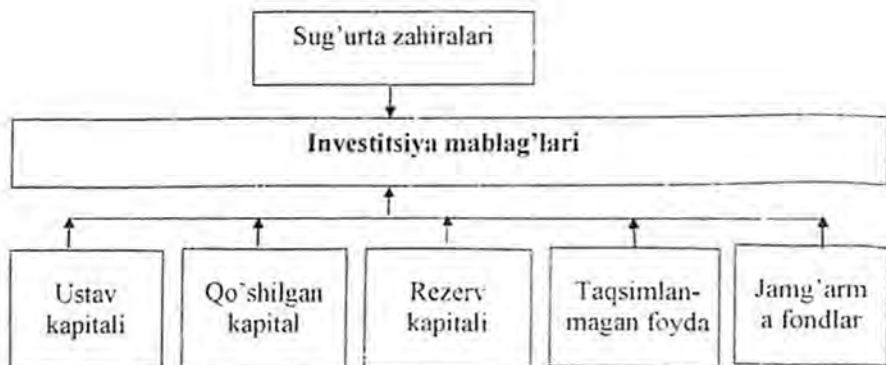 Sug’urta zahiralari
Investitsiya mablag’lari
Ustav
kapitali
Qo’shilgan
kapital
Rezerv
kapitali
Taqsimlan-
magan foyda
Jamg’arm
a fondlar